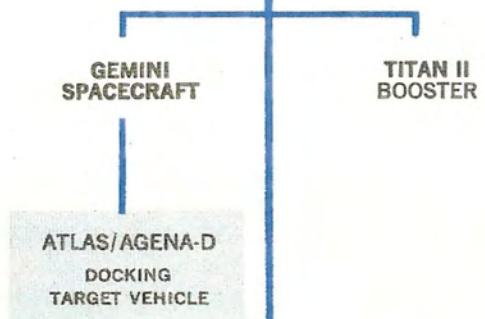 GEMINI
SPACECRAFT
TITAN II
BOOSTER
ATLAS/AGENA-D
DOCKING
TARGET VEHICLE